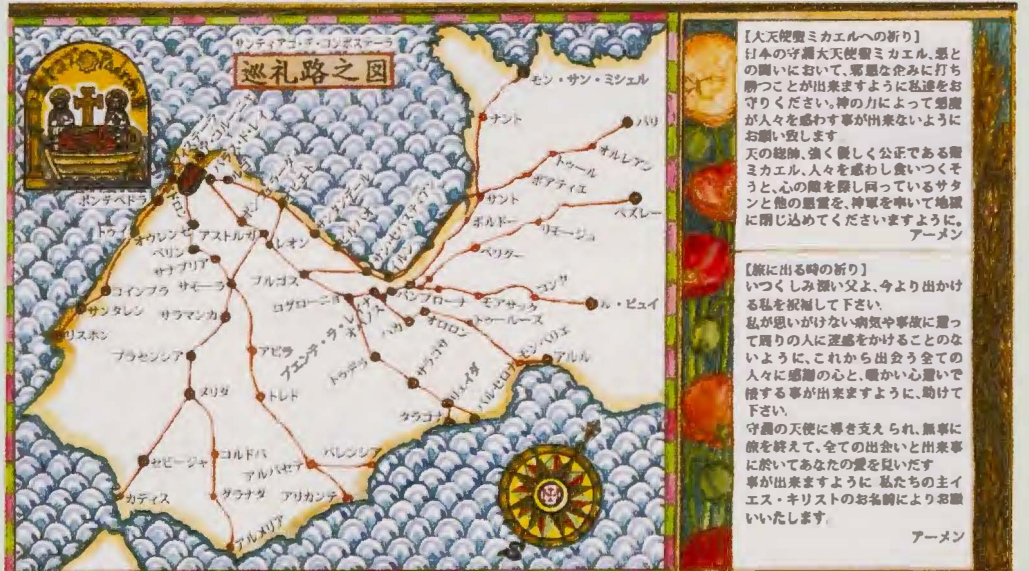 サンティアゴ・デ・コンポステーラ
巡礼路之図
モン・サン・ミシェル
ナント
パリ
オルレアン
トゥール
ポアティエ
サント
ベズレー
ボルドー
リモージュ
ペリグー
コンク
モアサック
ル・ピュイ
トゥールーズ
モンペリエ
アルル
オロロン
パンプローナ
ハカ
ログローニョ
ブルゴス
レオン
アストルガ
ポンテベドラ
トゥイ
オウレンセ
ベリン
サナブリア
サモーラ
コインブラ
サンタレン
リスボン
サラマンカ
プラセンシア
アビラ
メリダ
トレド
トゥデラ
サラゴサ
リェイダ
タラゴナ
バルセロナ
セビージャ
コルドバ
バレンシア
アルバセテ
カディス
グラナダ
アリカンテ
アルメリア
S
【大天使聖ミカエルへの祈り】
日本の守護大天使聖ミカエル、悪と
の闘いにおいて、邪悪な企みに打ち
勝つことが出来ますように私達をお
守りください。神の力によって悪魔
が人々を惑わす事が出来ないように
お願い致します
天の総帥、強く優しく公正である聖
ミカエル、人々を惑わし食いつくそ
うと、心の隙を探し回っているサタ
ンと他の悪霊を、神軍を率いて地獄
に閉じ込めてくださいますように。
アーメン
【旅に出る時の祈り】
いつくしみ深い父よ、今より出かけ
る私を祝福して下さい。
私が思いがけない病気や事故に遭っ
て周りの人に迷惑をかけることのな
いように、これから出会う全ての
人々に感謝の心と、暖かい心遣いで
接する事が出来ますように、助けて
下さい。
守護の天使に導き支えられ、無事に
旅を終えて、全ての出会いと出来事
に於いてあなたの愛を見いだす
事が出来ますように 私たちの主イ
エス・キリストのお名前によりお願
いいたします。
アーメン